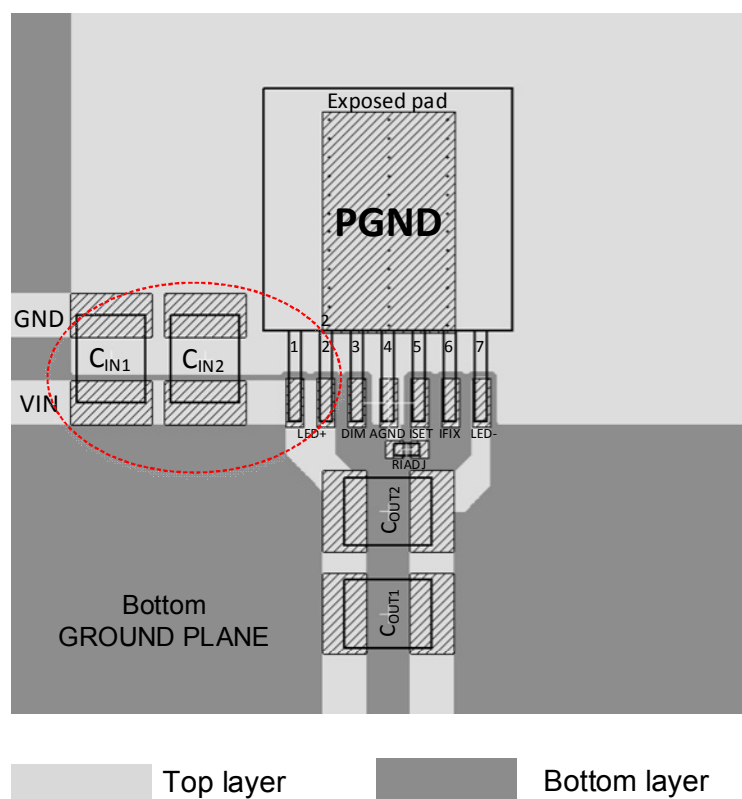 Exposed pad
PGND
2
GND
CIN1
CIN2
1
2
3
4
5
6
7
VIN
LED+
DIM
AGND
ISET
IFIX
LED-
RIADJ
COUT2
COUT1
Bottom
GROUND PLANE
Top layer
Bottom layer